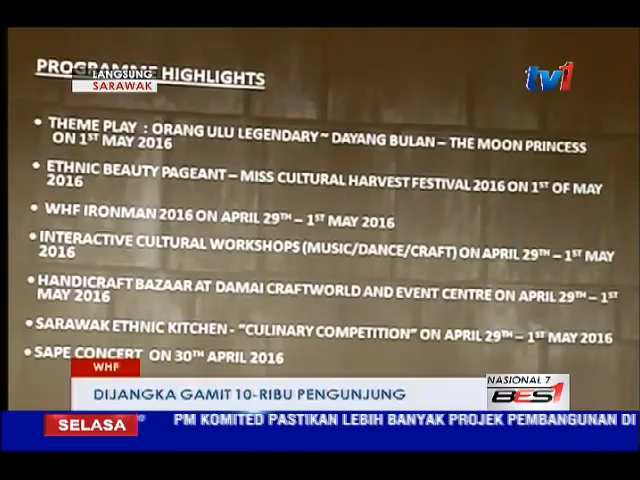 PROGRAMME HIGHLIGHTS
LANGSUNG
SARAWAK
tv1
• THEME PLAY : ORANG ULU LEGENDARY~ DAYANG BULAN – THE MOON PRINCESS
ON 1ST MAY 2016
• ETHNIC BEAUTY PAGEANT – MISS CULTURAL HARVEST FESTIVAL 2016 ON 1ST OF MAY
2016
• WHF IRONMAN 2016 ON APRIL 29TH – 1ST MAY 2016
• INTERACTIVE CULTURAL WORKSHOPS (MUSIC/DANCE/CRAFT) ON APRIL 29TH – 1ST MAY
2016
• HANDICRAFT BAZAAR AT DAMAI CRAFTWORLD AND EVENT CENTRE ON APRIL 29TH – 1ST
MAY 2016
• SARAWAK ETHNIC KITCHEN - "CULINARY COMPETITION" ON APRIL 29TH – 1ST MAY 2016
• SAPE CONCERT ON 30TH APRIL 2016
WHF
DIJANGKA GAMIT 10-RIBU PENGUNJUNG
NASIONAL 7
BES1
SELASA
PM KOMITED PASTIKAN LEBIH BANYAK PROJEK PEMBANGUNAN DI